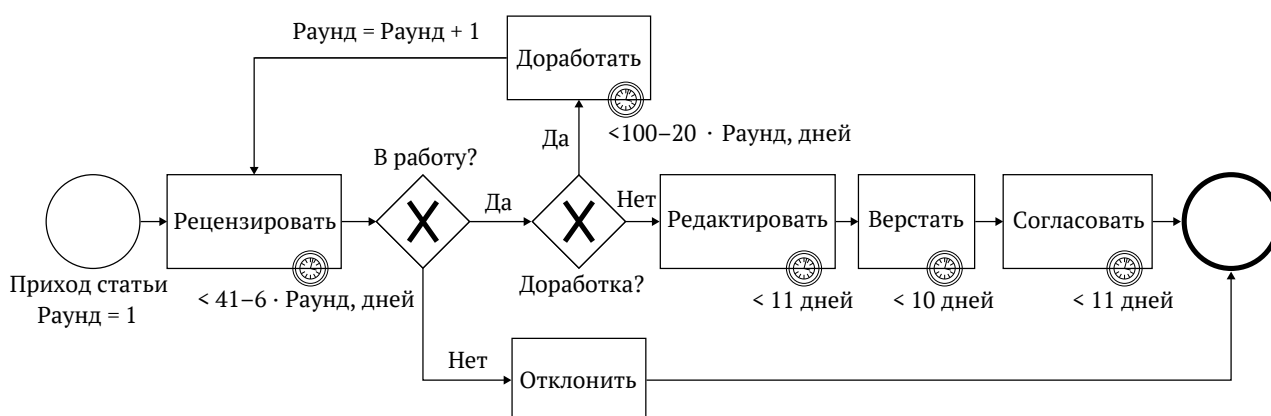 Раунд = Раунд + 1
Доработать
<100–20 · Раунд, дней
Да
В работу?
Рецензировать
Да
Нет
Редактировать
Верстать
Согласовать
Приход статьи
Раунд = 1
< 41–6 · Раунд, дней
Доработка?
< 11 дней
< 10 дней
< 11 дней
Нет
Отклонить